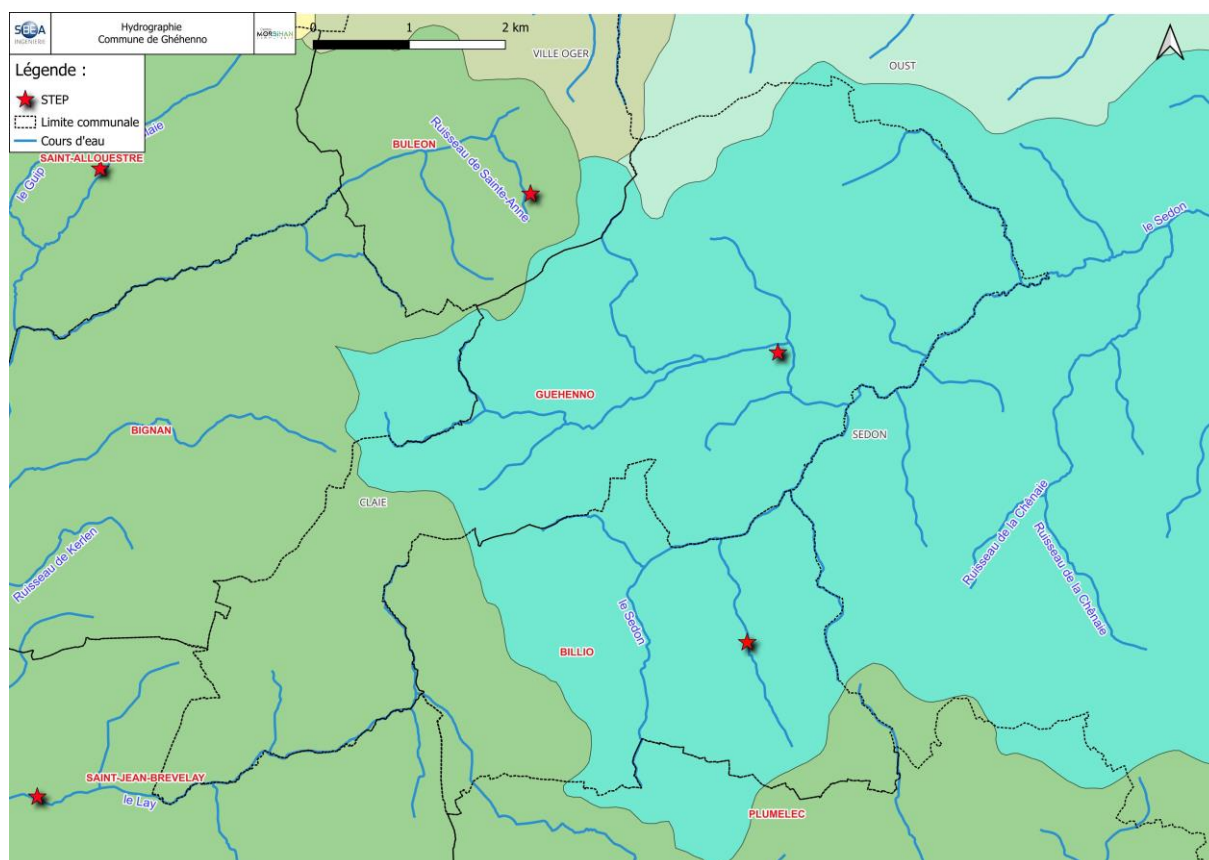 SBEA
INGENIERIE
Hydrographie
Commune de Ghéhenno
MORBIHAN
0 1 2 km
Légende :
STEP
Limite communale
Cours d'eau
VILLE OGER
OUST
BULEON
Ruisseau de Sainte-Anne
SAINT-ALLOUESTRE
le Guip
laie
le Sedon
GUEHENNO
BIGNAN
SEDON
CLAIE
Ruisseau de Kerlen
Ruisseau de la Chênaie
Ruisseau de la Chênaie
le Sedon
BILLIO
SAINT-JEAN-BREVELAY
le Lay
PLUMELEC